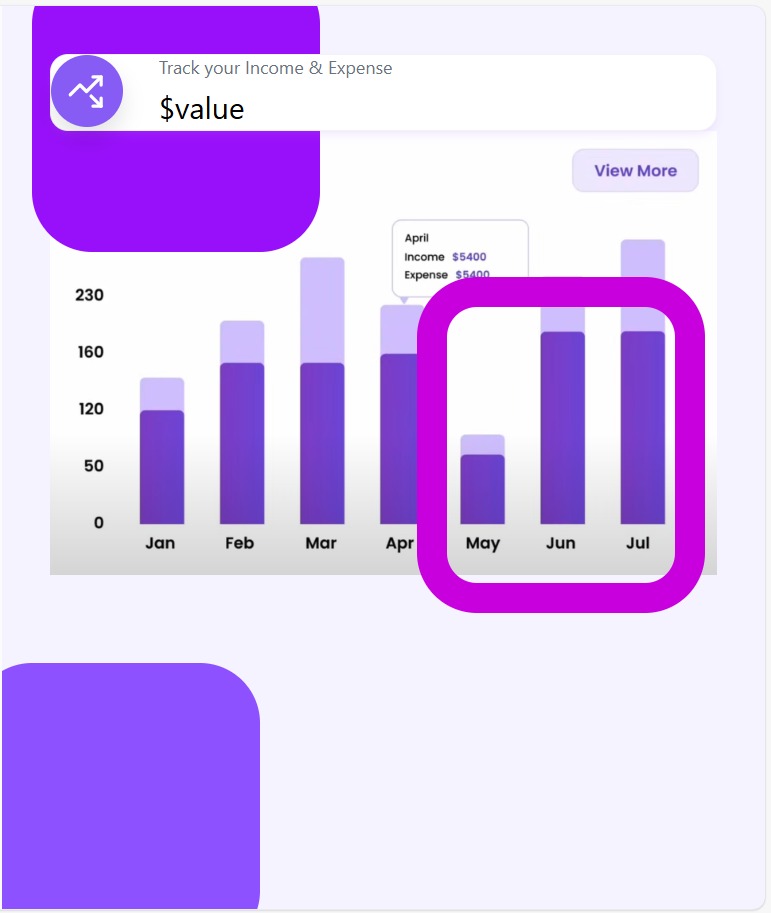 Track your Income & Expense
$value
View More
April
Income $5400
Expense $5400
230
160
120
50
0
Jan Feb Mar Apr May Jun Jul